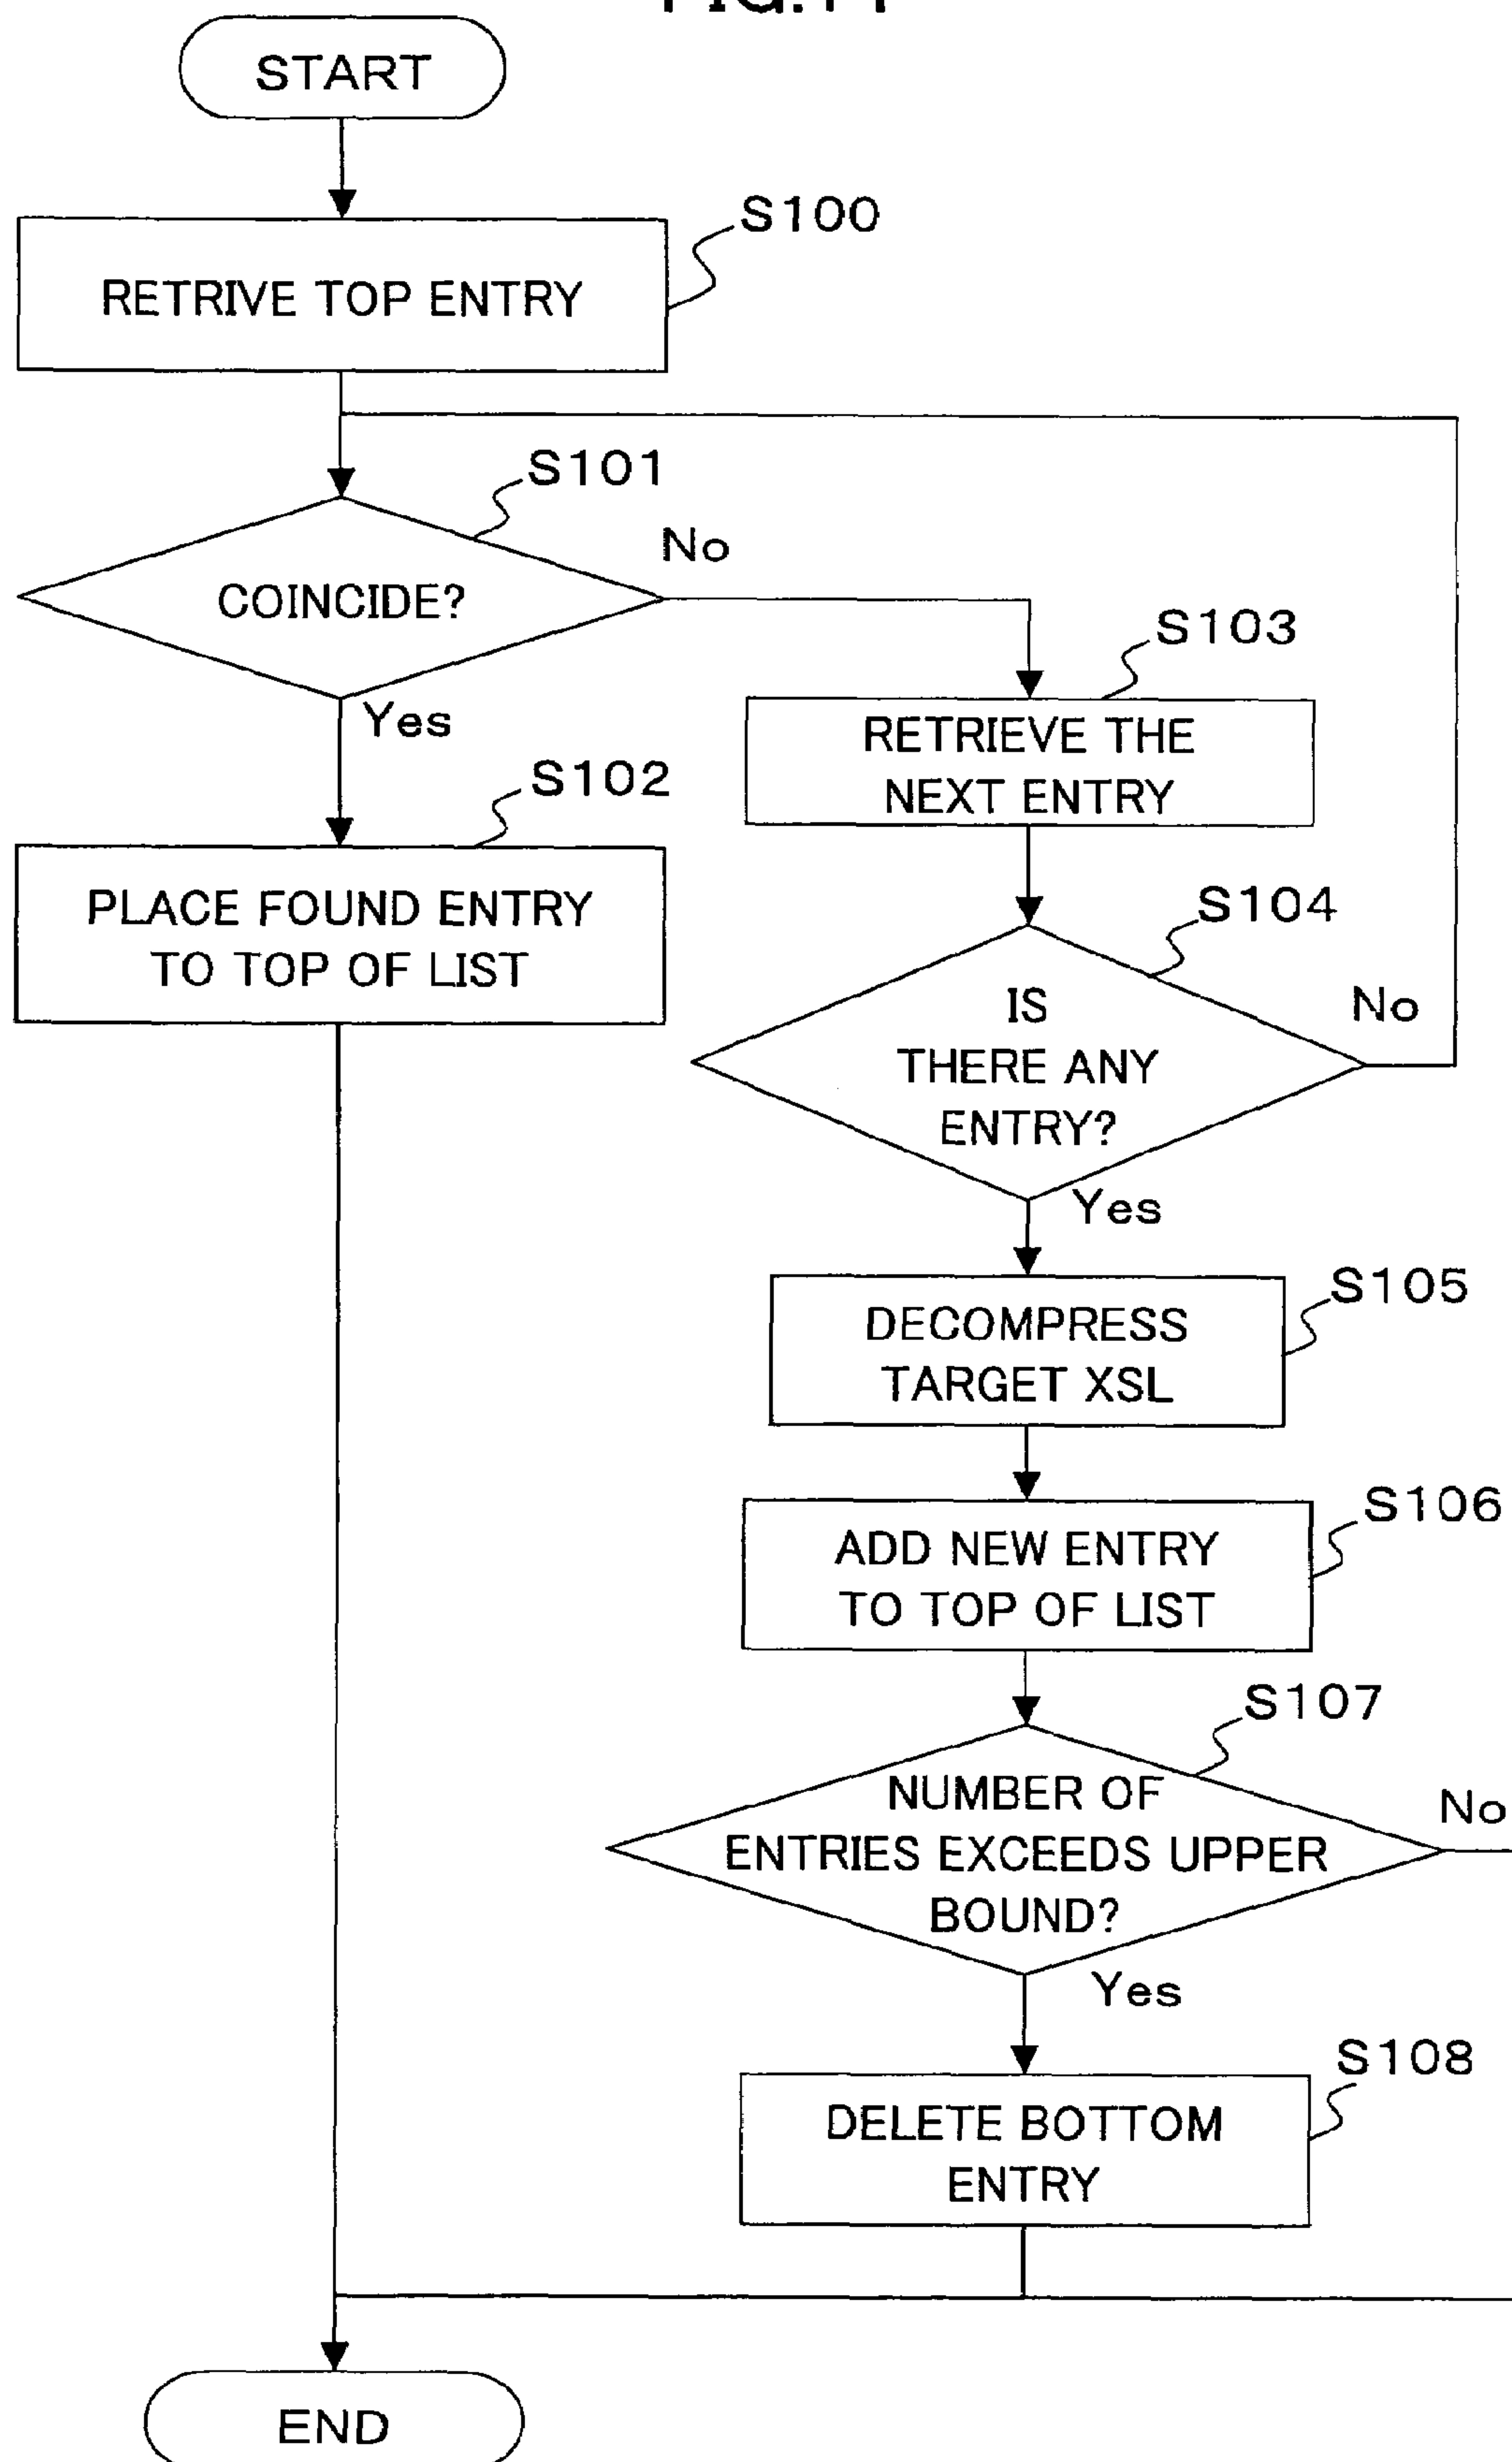 START
S100
RETRIVE TOP ENTRY
S101
No
COINCIDE?
S103
Yes
RETRIEVE THE
NEXT ENTRY
S102
PLACE FOUND ENTRY
TO TOP OF LIST
S104
No
IS
THERE ANY
ENTRY?
Yes
S105
DECOMPRESS
TARGET XSL
S106
ADD NEW ENTRY
TO TOP OF LIST
S107
No
NUMBER OF
ENTRIES EXCEEDS UPPER
BOUND?
Yes
S108
DELETE BOTTOM
ENTRY
END